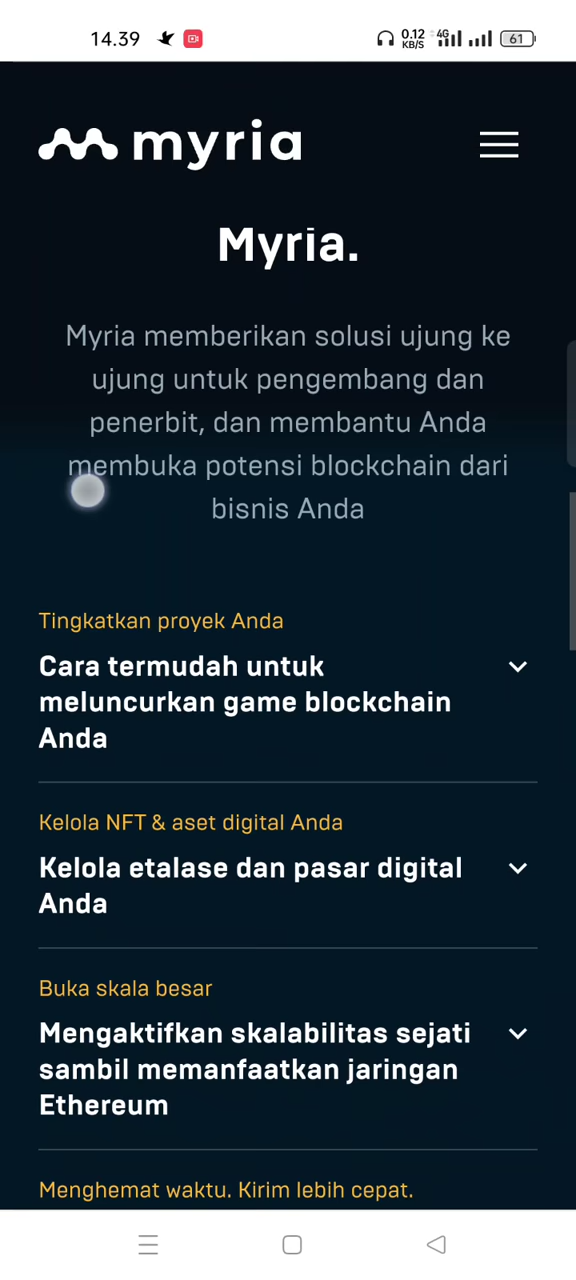 14.39
0.12
KB/S
4G
61
myria
Myria.
Myria memberikan solusi ujung ke
ujung untuk pengembang dan
penerbit, dan membantu Anda
membuka potensi blockchain dari
bisnis Anda
Tingkatkan proyek Anda
Cara termudah untuk
meluncurkan game blockchain
Anda
Kelola NFT & aset digital Anda
Kelola etalase dan pasar digital
Anda
Buka skala besar
Mengaktifkan skalabilitas sejati
sambil memanfaatkan jaringan
Ethereum
Menghemat waktu. Kirim lebih cepat.